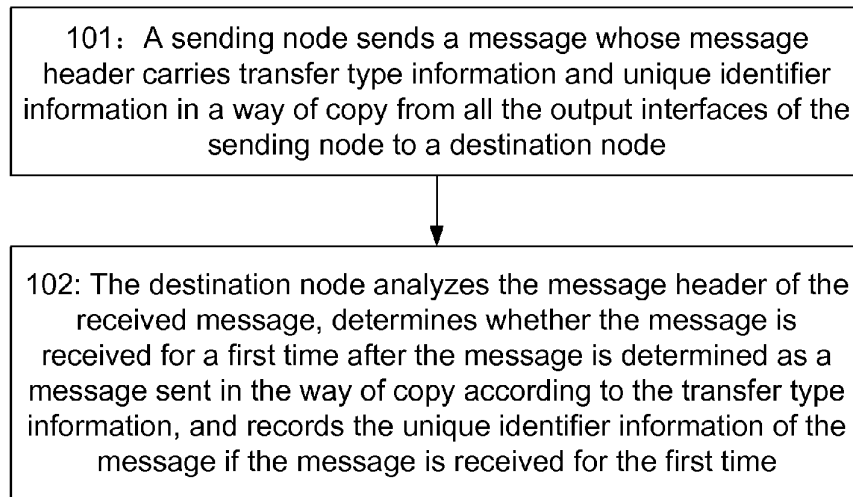 101：A sending node sends a message whose message
header carries transfer type information and unique identifier
information in a way of copy from all the output interfaces of the
sending node to a destination node
102: The destination node analyzes the message header of the
received message, determines whether the message is
received for a first time after the message is determined as a
message sent in the way of copy according to the transfer type
information, and records the unique identifier information of the
message if the message is received for the first time